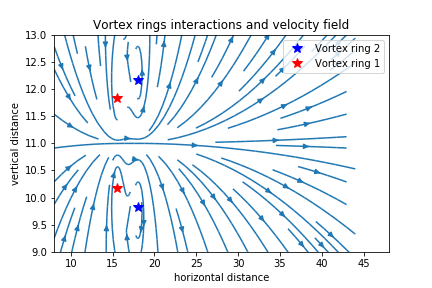 Vortex rings interactions and velocity field
Vortex ring 2
Vortex ring 1
vertical distance
13.0
12.5
12.0
11.5
11.0
10.5
10.0
9.5
9.0
10 15 20 25 30 35 40 45
horizontal distance